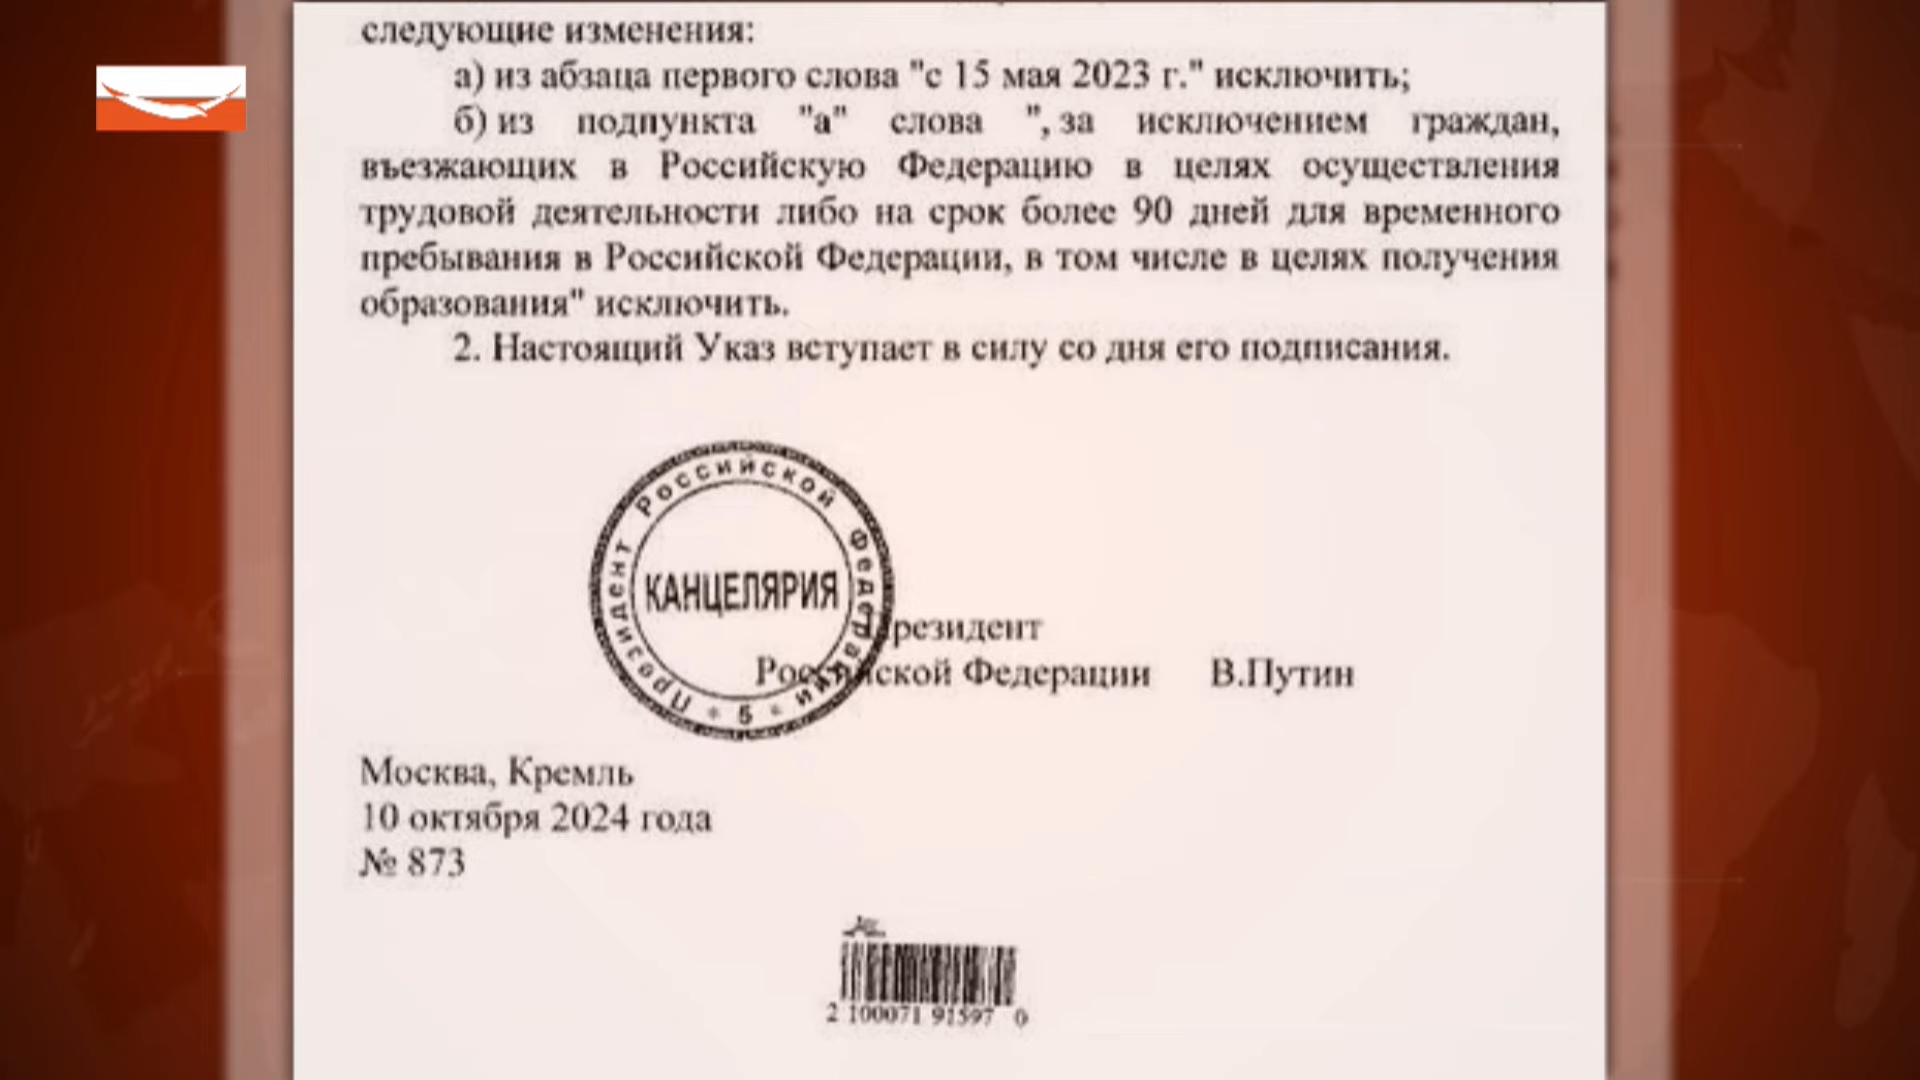 следующие изменения:
а) из абзаца первого слова "с 15 мая 2023 г." исключить;
б) из подпункта "а" слова ", за исключением граждан,
въезжающих в Российскую Федерацию в целях осуществления
трудовой деятельности либо на срок более 90 дней для временного
пребывания в Российской Федерации, в том числе в целях получения
образования" исключить.
2. Настоящий Указ вступает в силу со дня его подписания.
Президент Российской Федерации * 5 *
КАНЦЕЛЯРИЯ
Президент
Российской Федерации В.Путин
Москва, Кремль
10 октября 2024 года
№ 873
2 100071 91597 0